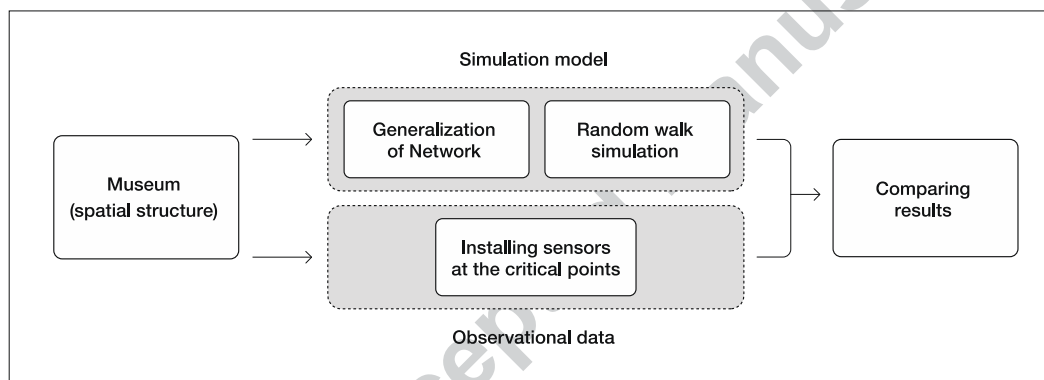 Simulation model
Museum
(spatial structure)
Generalization
of Network
Random walk
simulation
Installing sensors
at the critical points
Comparing
results
Observational data